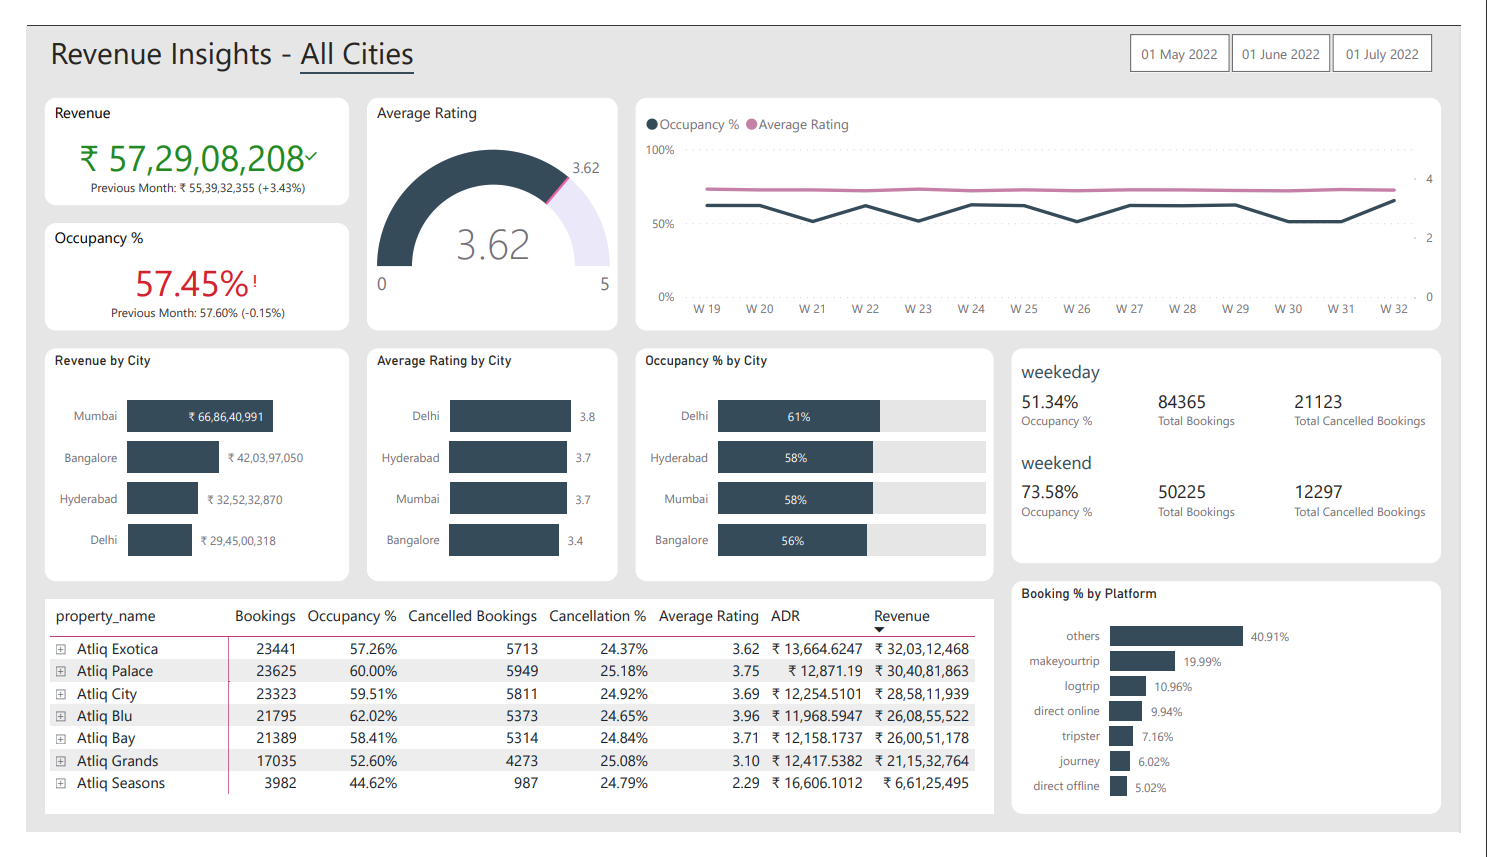 Revenue Insights - All Cities
01 May 2022
01 June 2022
01 July 2022
Revenue
₹ 57,29,08,208✓
Previous Month: ₹ 55,39,32,355 (+3.43%)
Occupancy %
57.45%!
Previous Month: 57.60% (-0.15%)
Average Rating
3.62
3.62
0
5
Occupancy % Average Rating
100%
50%
0%
4
2
0
W 19 W 20 W 21 W 22 W 23 W 24 W 25 W 26 W 27 W 28 W 29 W 30 W 31 W 32
Revenue by City
Mumbai ₹ 66,86,40,991
Bangalore ₹ 42,03,97,050
Hyderabad ₹ 32,52,32,870
Delhi ₹ 29,45,00,318
Average Rating by City
Delhi 3.8
Hyderabad 3.7
Mumbai 3.7
Bangalore 3.4
Occupancy % by City
Delhi 61%
Hyderabad 58%
Mumbai 58%
Bangalore 56%
weekeday
51.34% 84365 21123
Occupancy % Total Bookings Total Cancelled Bookings
weekend
73.58% 50225 12297
Occupancy % Total Bookings Total Cancelled Bookings
property_name Bookings Occupancy % Cancelled Bookings Cancellation % Average Rating ADR Revenue
Atliq Exotica 23441 57.26% 5713 24.37% 3.62 ₹ 13,664.6247 ₹ 32,03,12,468
Atliq Palace 23625 60.00% 5949 25.18% 3.75 ₹ 12,871.19 ₹ 30,40,81,863
Atliq City 23323 59.51% 5811 24.92% 3.69 ₹ 12,254.5101 ₹ 28,58,11,939
Atliq Blu 21795 62.02% 5373 24.65% 3.96 ₹ 11,968.5947 ₹ 26,08,55,522
Atliq Bay 21389 58.41% 5314 24.84% 3.71 ₹ 12,158.1737 ₹ 26,00,51,178
Atliq Grands 17035 52.60% 4273 25.08% 3.10 ₹ 12,417.5382 ₹ 21,15,32,764
Atliq Seasons 3982 44.62% 987 24.79% 2.29 ₹ 16,606.1012 ₹ 6,61,25,495
Booking % by Platform
others 40.91%
makeyourtrip 19.99%
logtrip 10.96%
direct online 9.94%
tripster 7.16%
journey 6.02%
direct offline 5.02%